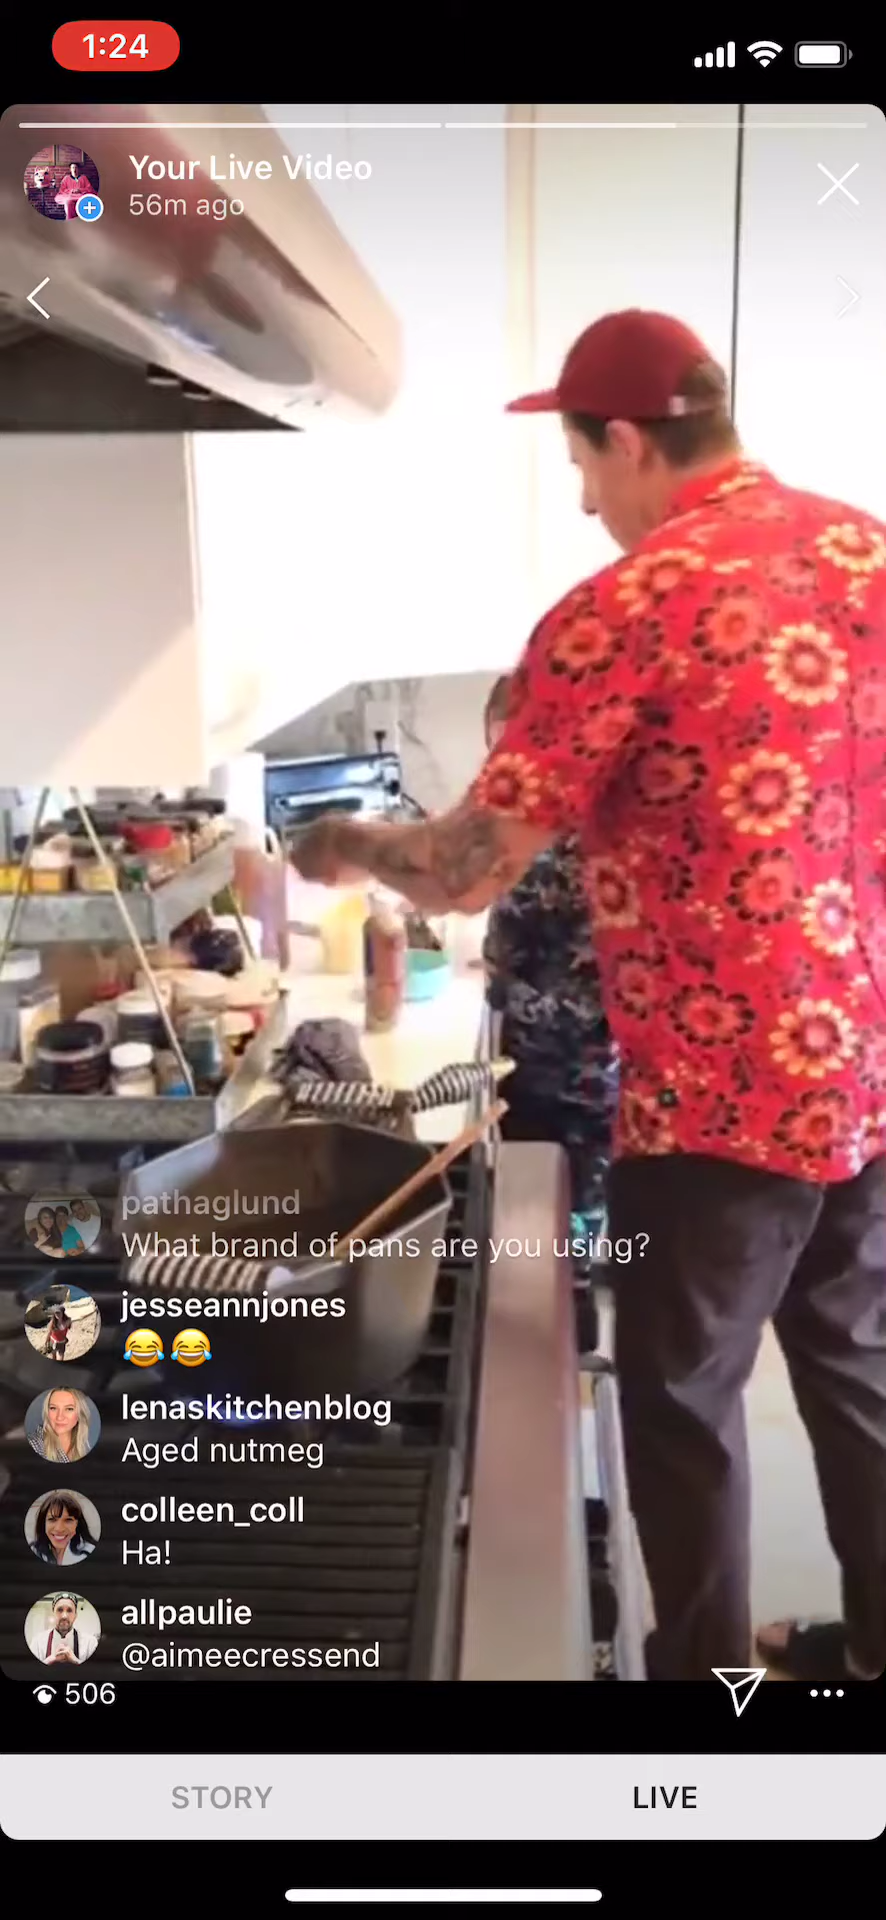 1:24
Your Live Video
56m ago
pathaglund
What brand of pans are you using?
jesseannjones
😂😂
lenaskitchenblog
Aged nutmeg
colleen_coll
Ha!
allpaulie
@aimeecressend
506
STORY
LIVE